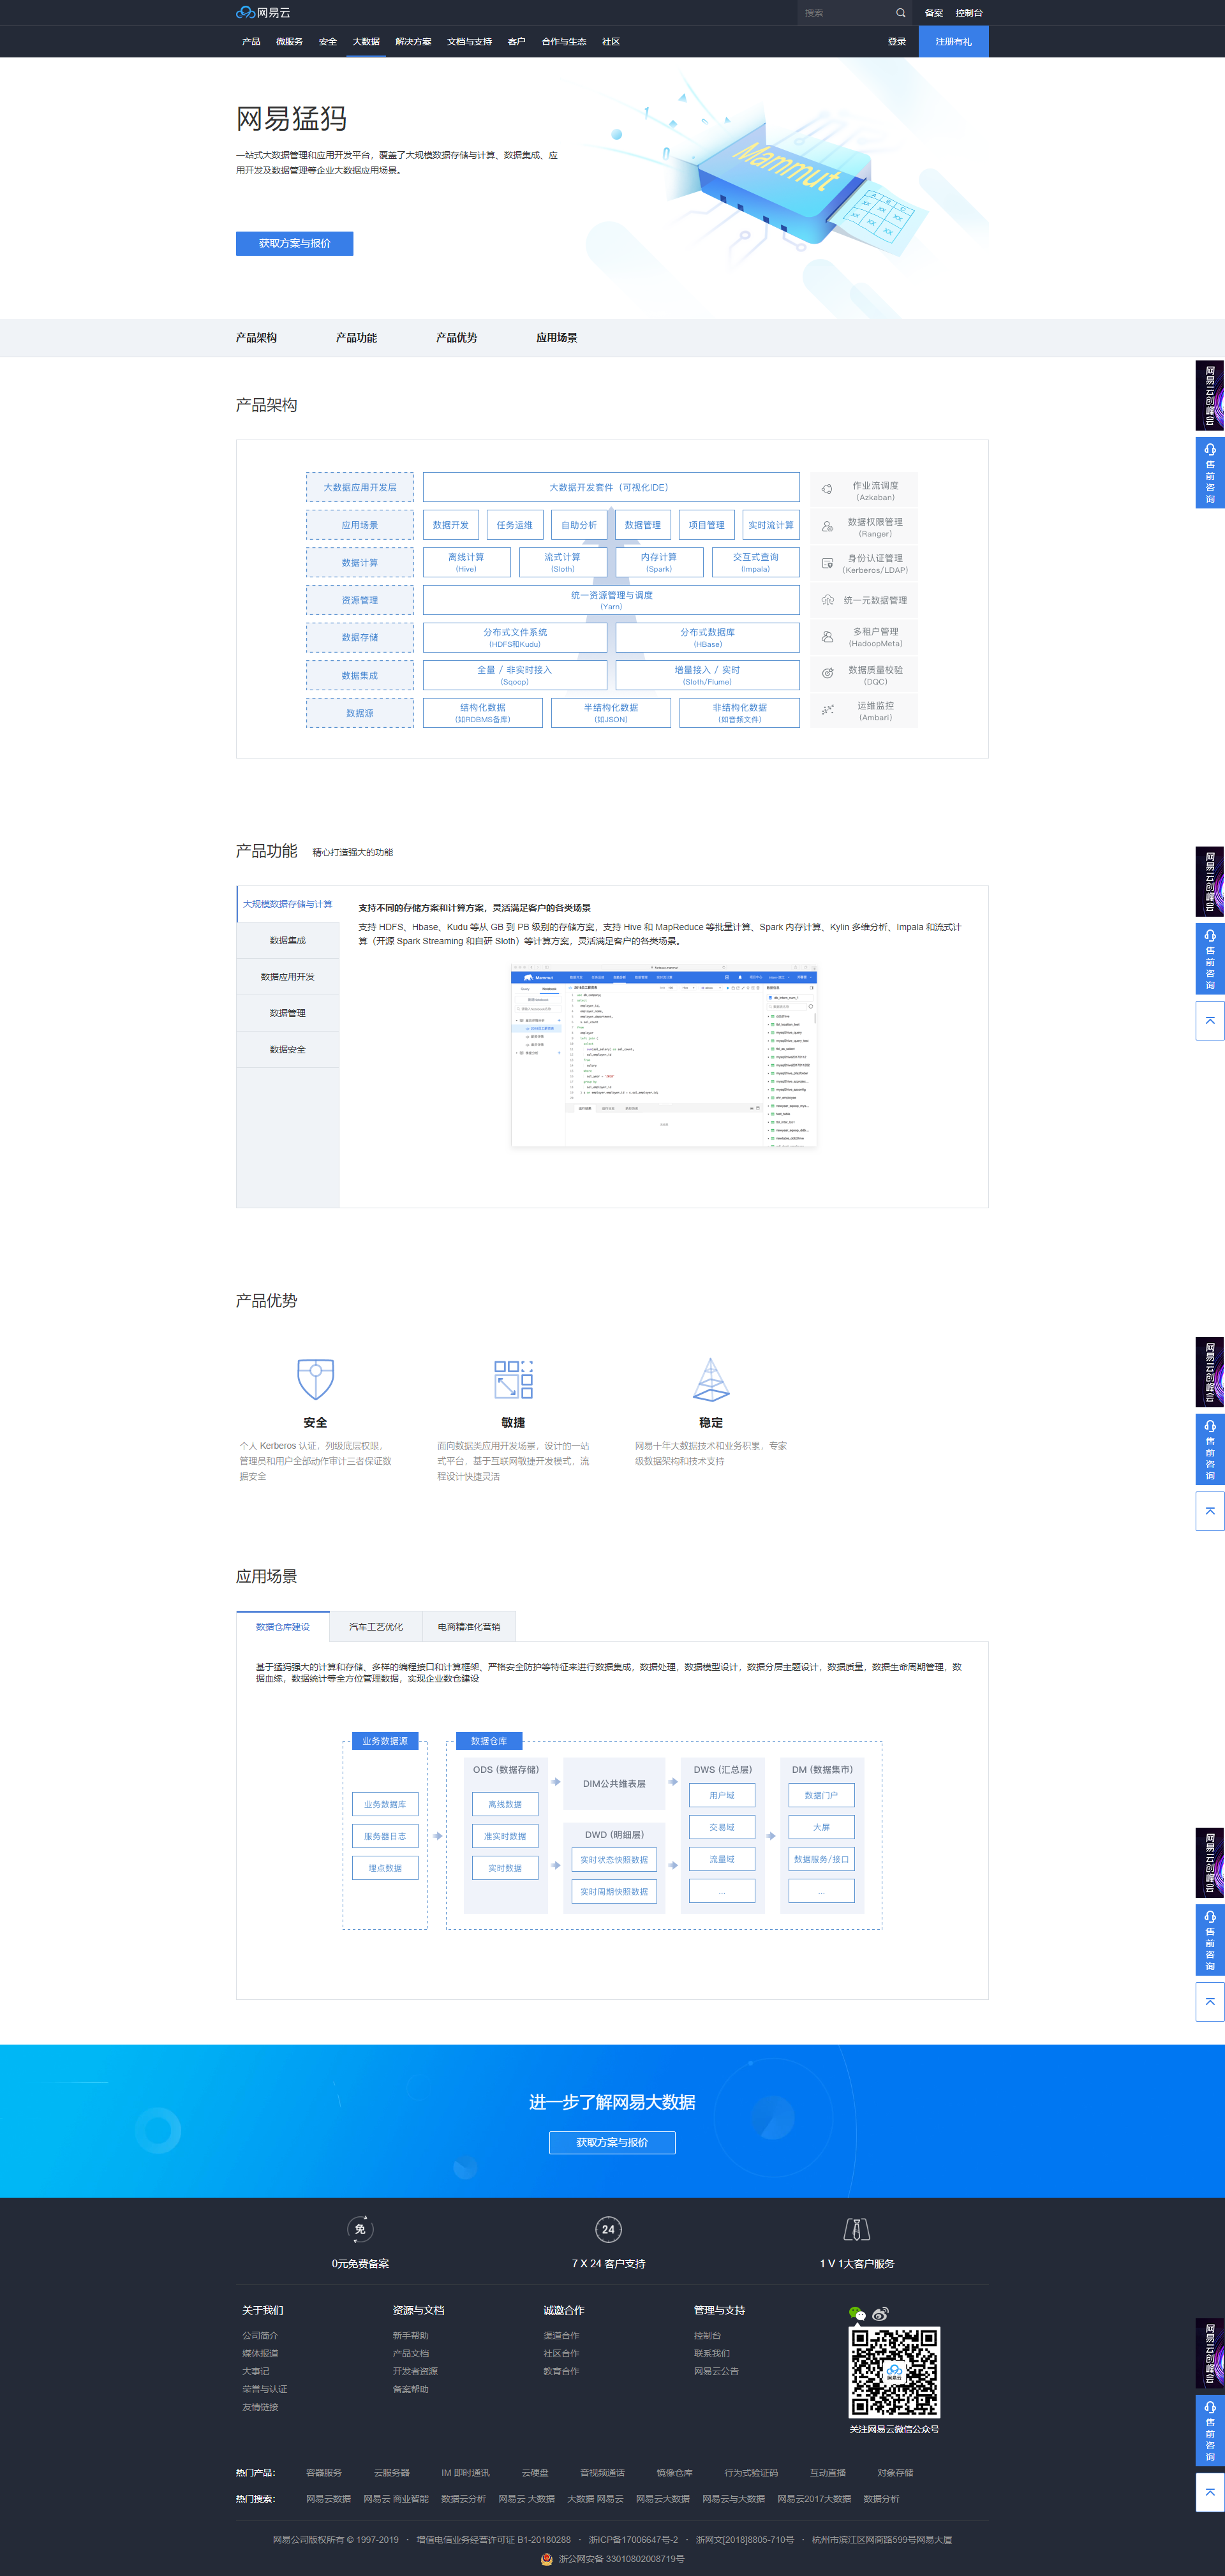 网易云
搜索
备案 控制台
产品 微服务 安全 大数据 解决方案 文档与支持 客户 合作与生态 社区
登录 注册有礼
网易猛犸
一站式大数据管理和应用开发平台，覆盖了大规模数据存储与计算、数据集成、应
用开发及数据管理等企业大数据应用场景。
获取方案与报价
Mammut
A B C
XX XX XX
XX XX XX
产品架构 产品功能 产品优势 应用场景
网易云创峰会
售前咨询
产品架构
大数据应用开发层 大数据开发套件（可视化IDE）
应用场景 数据开发 任务运维 自助分析 数据管理 项目管理 实时流计算
数据计算 离线计算 (Hive) 流式计算 (Sloth) 内存计算 (Spark) 交互式查询 (Impala)
资源管理 统一资源管理与调度 (Yarn)
数据存储 分布式文件系统 (HDFS和Kudu) 分布式数据库 (HBase)
数据集成 全量 / 非实时接入 (Sqoop) 增量接入 / 实时 (Sloth/Flume)
数据源 结构化数据 (如RDBMS备库) 半结构化数据 (如JSON) 非结构化数据 (如音频文件)
作业流调度
(Azkaban)
数据权限管理
(Ranger)
身份认证管理
(Kerberos/LDAP)
统一元数据管理
多租户管理
(HadoopMeta)
数据质量校验
(DQC)
运维监控
(Ambari)
产品功能 精心打造强大的功能
网易云创峰会
售前咨询
大规模数据存储与计算
数据集成
数据应用开发
数据管理
数据安全
支持不同的存储方案和计算方案，灵活满足客户的各类场景
支持 HDFS、Hbase、Kudu 等从 GB 到 PB 级别的存储方案，支持 Hive 和 MapReduce 等批量计算、Spark 内存计算、Kylin 多维分析、Impala 和流式计
算（开源 Spark Streaming 和自研 Sloth）等计算方案，灵活满足客户的各类场景。
Mammut
产品优势
网易云创峰会
售前咨询
安全
个人 Kerberos 认证，列级底层权限，
管理员和用户全部动作审计三者保证数
据安全
敏捷
面向数据类应用开发场景，设计的一站
式平台，基于互联网敏捷开发模式，流
程设计快捷灵活
稳定
网易十年大数据技术和业务积累，专家
级数据架构和技术支持
应用场景
数据仓库建设 汽车工艺优化 电商精准化营销
基于猛犸强大的计算和存储、多样的编程接口和计算框架、严格安全防护等特征来进行数据集成，数据处理，数据模型设计，数据分层主题设计，数据质量，数据生命周期管理，数
据血缘，数据统计等全方位管理数据，实现企业数仓建设
业务数据源
业务数据库
服务器日志
埋点数据
数据仓库
ODS (数据存储)
离线数据
准实时数据
实时数据
DIM公共维表层
DWD (明细层)
实时状态快照数据
实时周期快照数据
DWS (汇总层)
用户域
交易域
流量域
...
DM (数据集市)
数据门户
大屏
数据服务/接口
...
网易云创峰会
售前咨询
进一步了解网易大数据
获取方案与报价
免 24
0元免费备案 7 X 24 客户支持 1 V 1大客户服务
关于我们
公司简介
媒体报道
大事记
荣誉与认证
友情链接
资源与文档
新手帮助
产品文档
开发者资源
备案帮助
诚邀合作
渠道合作
社区合作
教育合作
管理与支持
控制台
联系我们
网易云公告
网易云
关注网易云微信公众号
网易云创峰会
售前咨询
热门产品： 容器服务 云服务器 IM 即时通讯 云硬盘 音视频通话 镜像仓库 行为式验证码 互动直播 对象存储
热门搜索： 网易云数据 网易云 商业智能 数据云分析 网易云 大数据 大数据 网易云 网易云大数据 网易云与大数据 网易云2017大数据 数据分析
网易公司版权所有 © 1997-2019 · 增值电信业务经营许可证 B1-20180288 · 浙ICP备17006647号-2 · 浙网文[2018]8805-710号 · 杭州市滨江区网商路599号网易大厦
浙公网安备 33010802008719号